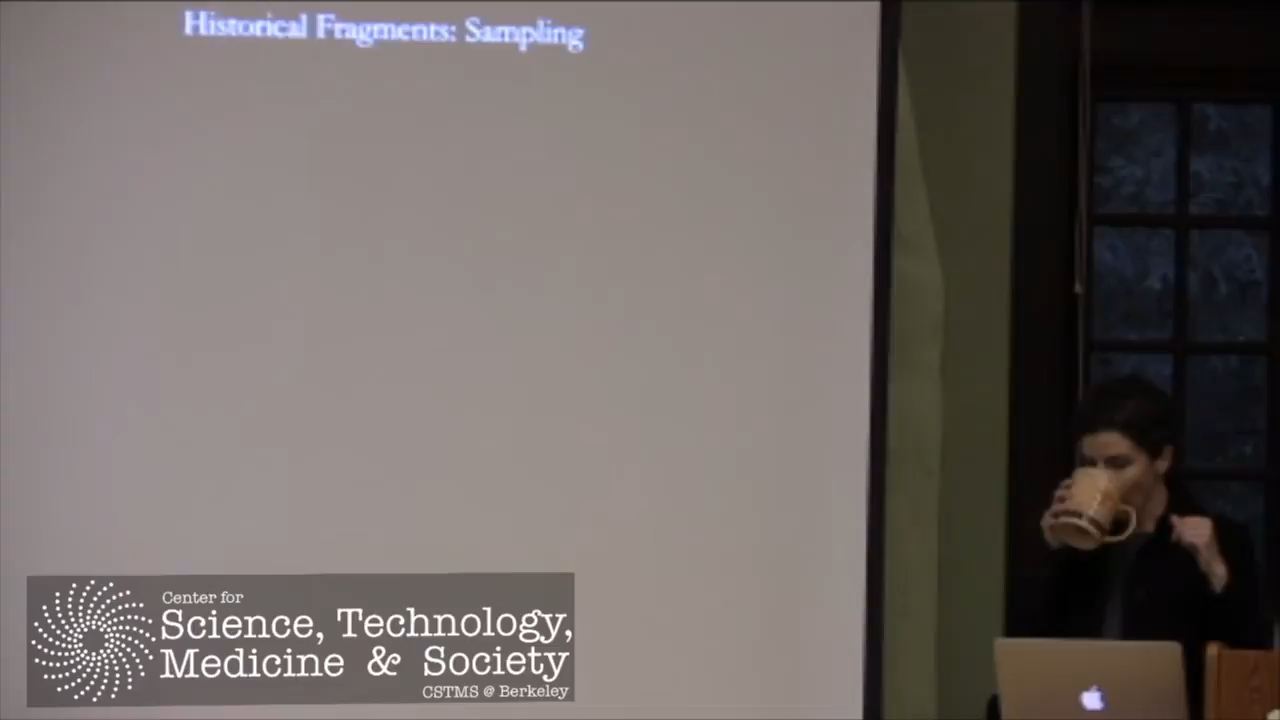 Historical Fragments: Sampling
Center for
Science, Technology,
Medicine & Society
CSTMS @ Berkeley